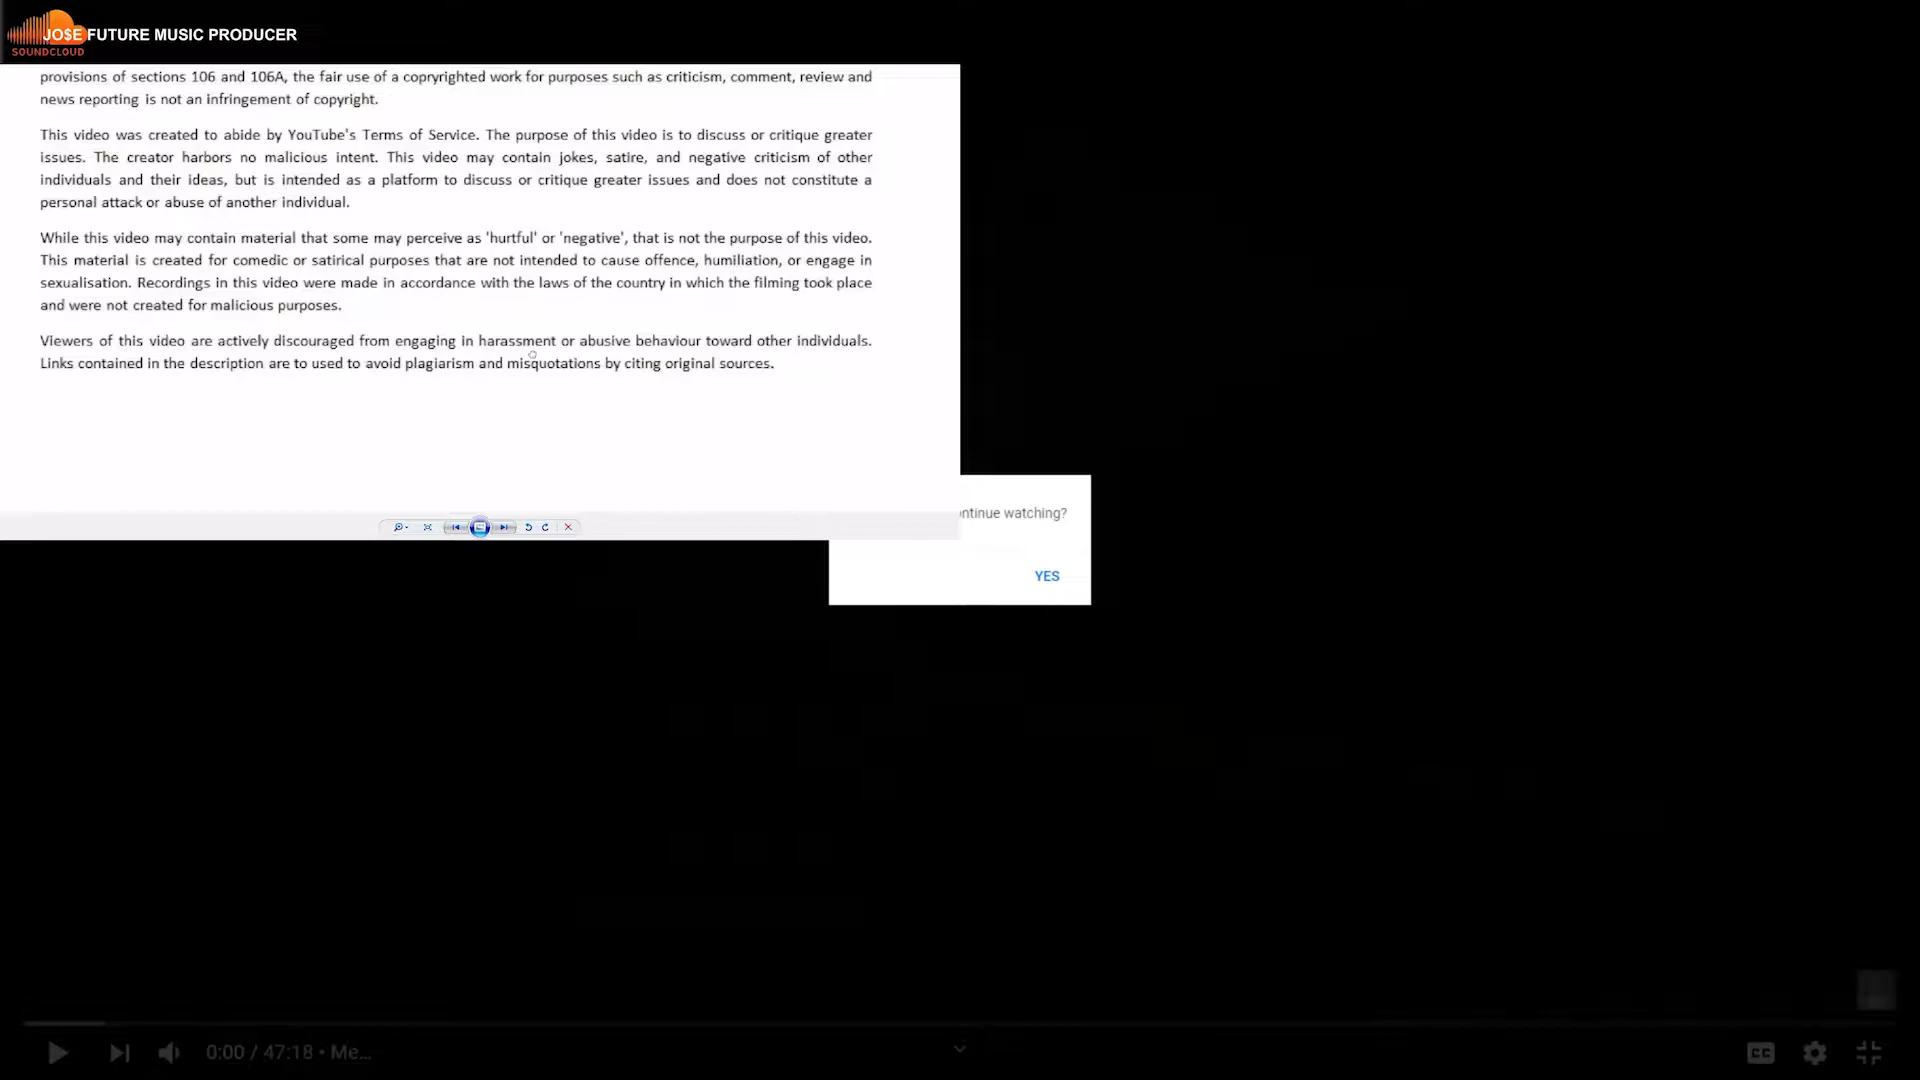 JO$E FUTURE MUSIC PRODUCER
SOUNDCLOUD
provisions of sections 106 and 106A, the fair use of a copryrighted work for purposes such as criticism, comment, review and
news reporting is not an infringement of copyright.
This video was created to abide by YouTube's Terms of Service. The purpose of this video is to discuss or critique greater
issues. The creator harbors no malicious intent. This video may contain jokes, satire, and negative criticism of other
individuals and their ideas, but is intended as a platform to discuss or critique greater issues and does not constitute a
personal attack or abuse of another individual.
While this video may contain material that some may perceive as 'hurtful' or 'negative', that is not the purpose of this video.
This material is created for comedic or satirical purposes that are not intended to cause offence, humiliation, or engage in
sexualisation. Recordings in this video were made in accordance with the laws of the country in which the filming took place
and were not created for malicious purposes.
Viewers of this video are actively discouraged from engaging in harassment or abusive behaviour toward other individuals.
Links contained in the description are to used to avoid plagiarism and misquotations by citing original sources.
ontinue watching?
YES
0:00 / 47:18 • Me...
CC